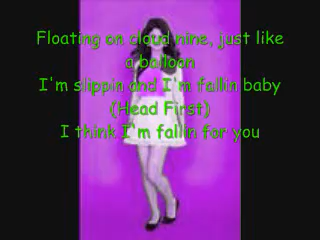 Floating on cloud nine, just like
a balloon
I'm slippin and I'm fallin baby
(Head First)
I think I'm fallin for you